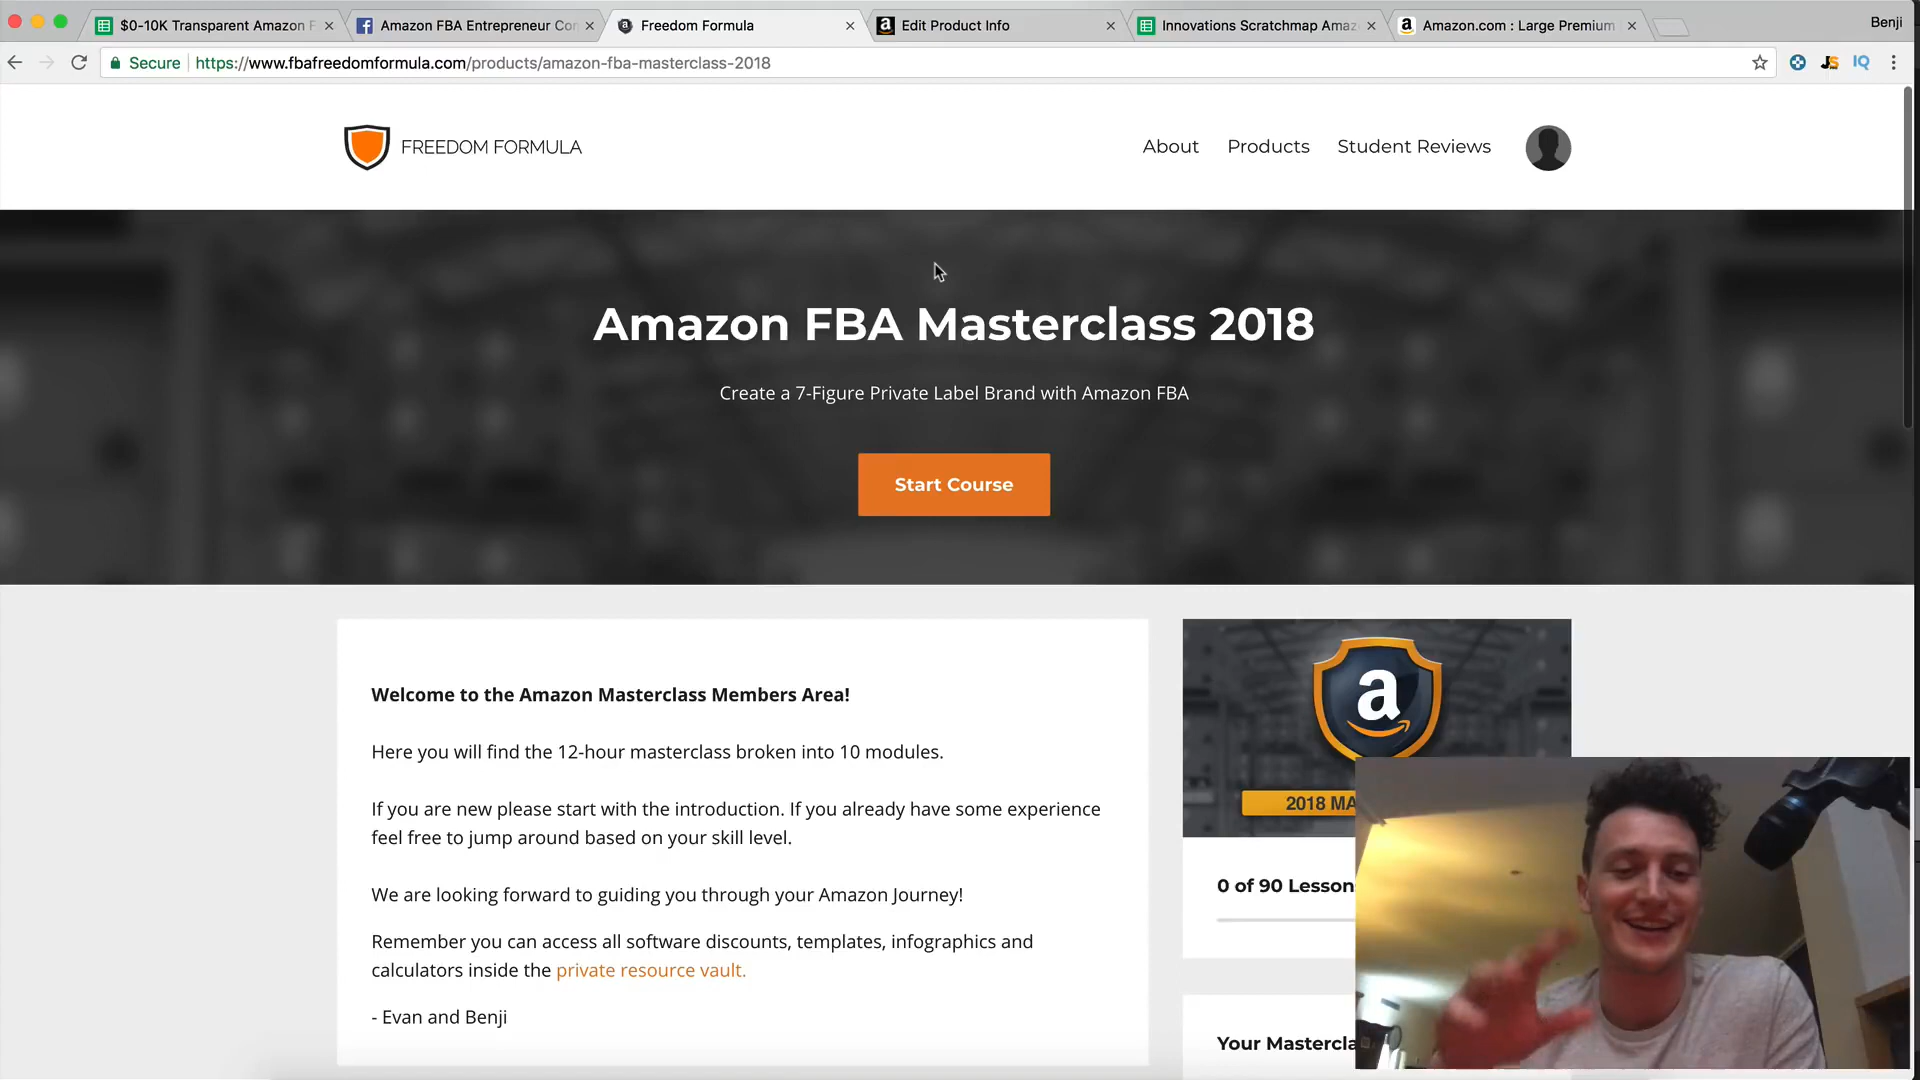 $0-10K Transparent Amazon F
Amazon FBA Entrepreneur Con
Freedom Formula
Edit Product Info
Innovations Scratchmap Amaz
Amazon.com : Large Premium
Benji
Secure
https://www.fbafreedomformula.com/products/amazon-fba-masterclass-2018
JS
IQ
FREEDOM FORMULA
About
Products
Student Reviews
Amazon FBA Masterclass 2018
Create a 7-Figure Private Label Brand with Amazon FBA
Start Course
Welcome to the Amazon Masterclass Members Area!
Here you will find the 12-hour masterclass broken into 10 modules.
If you are new please start with the introduction. If you already have some experience
feel free to jump around based on your skill level.
We are looking forward to guiding you through your Amazon Journey!
Remember you can access all software discounts, templates, infographics and
calculators inside the private resource vault.
- Evan and Benji
a
2018 MA
0 of 90 Lesson
Your Mastercla